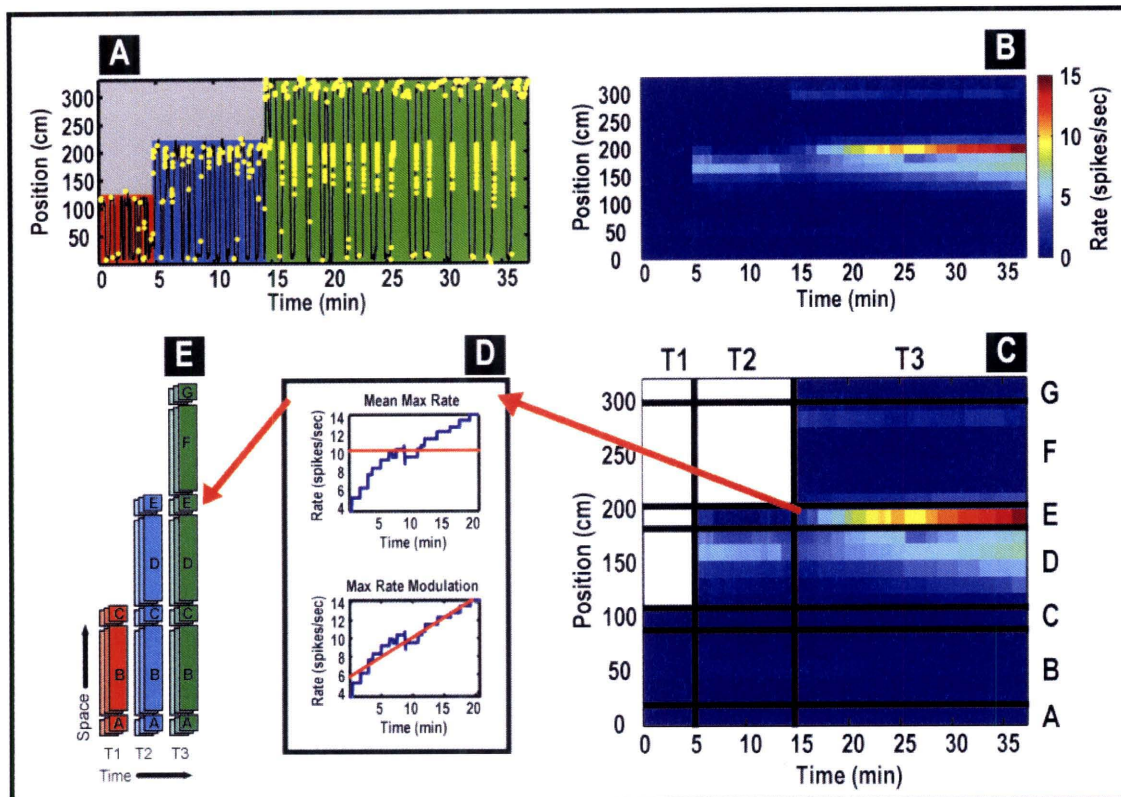 A
300
250
200
150
100
50
Position (cm)
0 5 10 15 20 25 30 35
Time (min)
B
300
250
200
150
100
50
0
Position (cm)
0 5 10 15 20 25 30 35
Time (min)
15
10
5
0
Rate (spikes/sec)
E
G
F
E E
D D
C C C
B B B
A A A
Space
T1 T2 T3
Time
D
Mean Max Rate
14
12
10
8
6
4
Rate (spikes/sec)
5 10 15 20
Time (min)
Max Rate Modulation
14
12
10
8
6
4
Rate (spikes/sec)
5 10 15 20
Time (min)
C
T1 T2 T3
300
250
200
150
100
50
0
Position (cm)
G
F
E
D
C
B
A
0 5 10 15 20 25 30 35
Time (min)